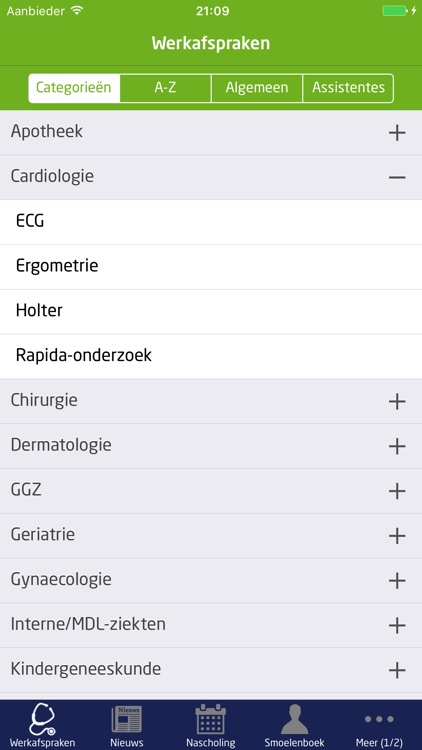 Aanbieder 21:09
Werkafspraken
Categorieën A-Z Algemeen Assistentes
Apotheek
Cardiologie
ECG
Ergometrie
Holter
Rapida-onderzoek
Chirurgie
Dermatologie
GGZ
Geriatrie
Gynaecologie
Interne/MDL-ziekten
Kindergeneeskunde
Nieuws
Werkafspraken Nieuws Nascholing Smoelenboek Meer (1/2)